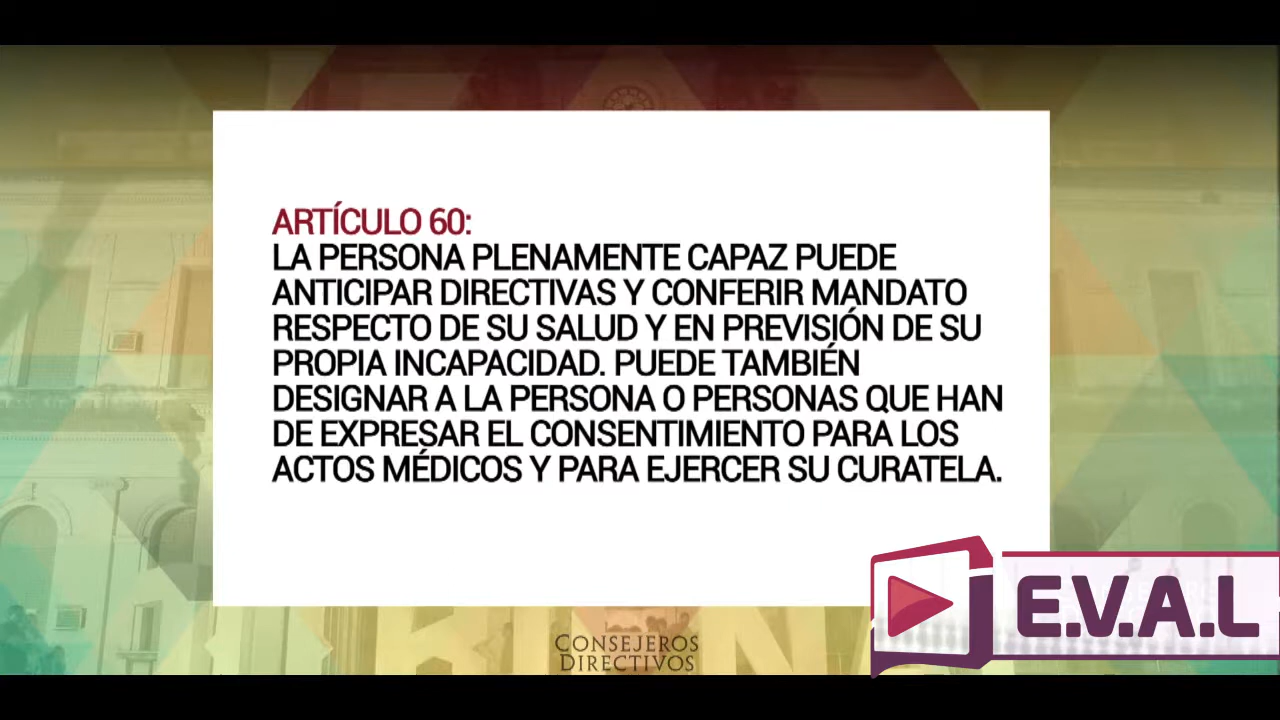 ARTÍCULO 60:
LA PERSONA PLENAMENTE CAPAZ PUEDE
ANTICIPAR DIRECTIVAS Y CONFERIR MANDATO
RESPECTO DE SU SALUD Y EN PREVISIÓN DE SU
PROPIA INCAPACIDAD. PUEDE TAMBIÉN
DESIGNAR A LA PERSONA O PERSONAS QUE HAN
DE EXPRESAR EL CONSENTIMIENTO PARA LOS
ACTOS MÉDICOS Y PARA EJERCER SU CURATELA.
E.V.A.L
CONSEJEROS
DIRECTIVOS